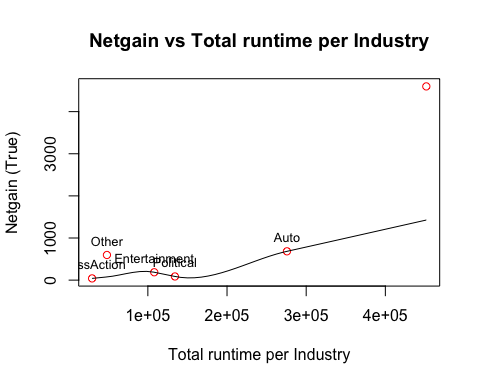 Netgain vs Total runtime per Industry
Netgain (True)
3000
1000
0
Other
Auto
Entertainment
Political
ssAction
1e+05 2e+05 3e+05 4e+05
Total runtime per Industry